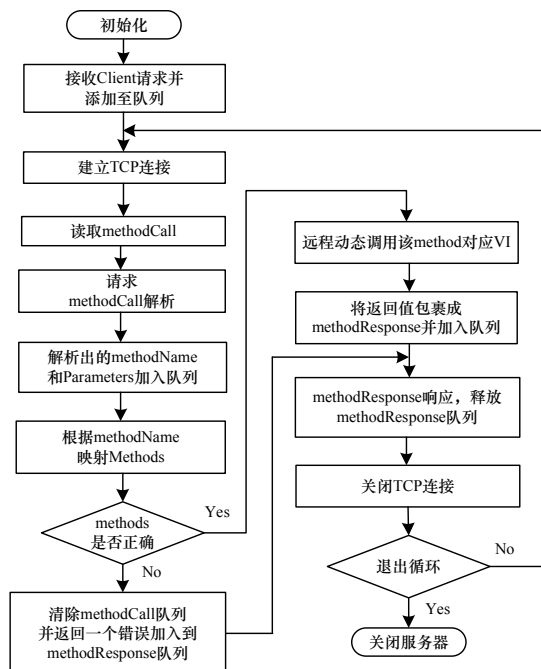 初始化
接收Client请求并
添加至队列
建立TCP连接
读取methodCall
请求
methodCall解析
解析出的methodName
和Parameters加入队列
根据methodName
映射Methods
methods
是否正确
Yes
No
清除methodCall队列
并返回一个错误加入到
methodResponse队列
远程动态调用该method对应VI
将返回值包裹成
methodResponse并加入队列
methodResponse响应，释放
methodResponse队列
关闭TCP连接
退出循环
No
Yes
关闭服务器